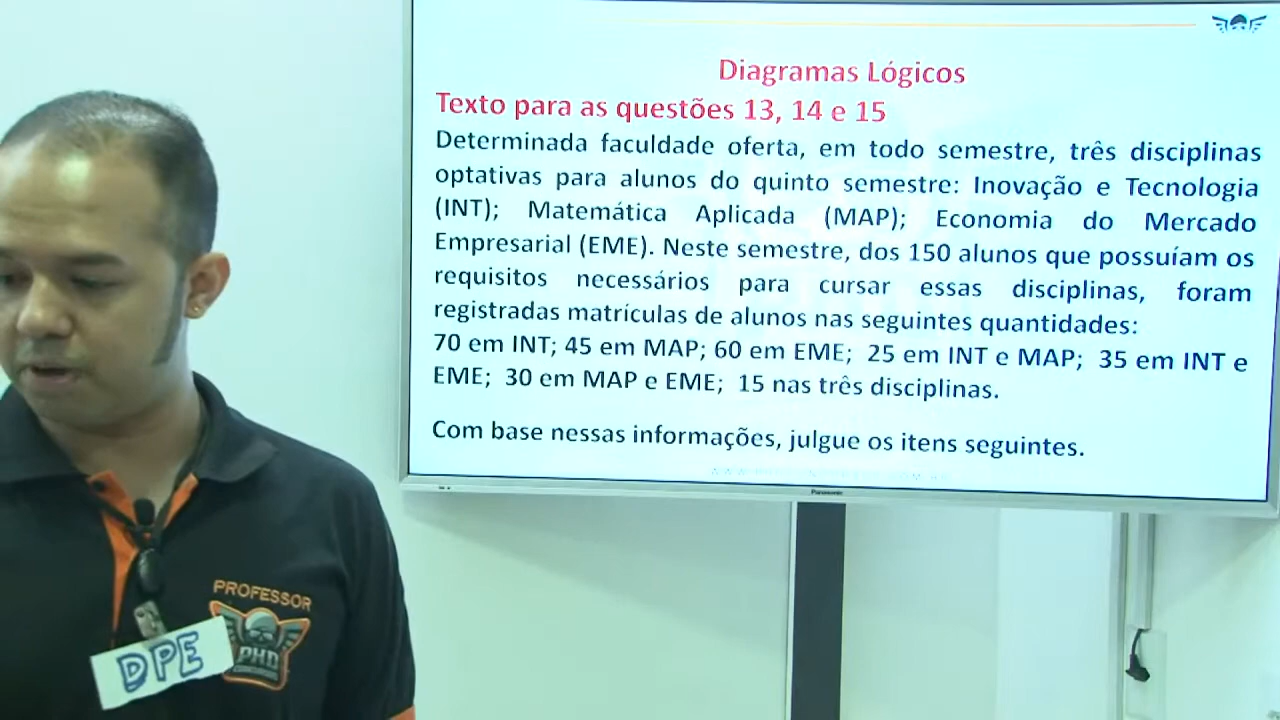 Diagramas Lógicos
Texto para as questões 13, 14 e 15
Determinada faculdade oferta, em todo semestre, três disciplinas
optativas para alunos do quinto semestre: Inovação e Tecnologia
(INT); Matemática Aplicada (MAP); Economia do Mercado
Empresarial (EME). Neste semestre, dos 150 alunos que possuíam os
requisitos necessários para cursar essas disciplinas, foram
registradas matrículas de alunos nas seguintes quantidades:
70 em INT; 45 em MAP; 60 em EME; 25 em INT e MAP; 35 em INT e
EME; 30 em MAP e EME; 15 nas três disciplinas.
Com base nessas informações, julgue os itens seguintes.
Panasonic
PROFESSOR
PHD
DPE